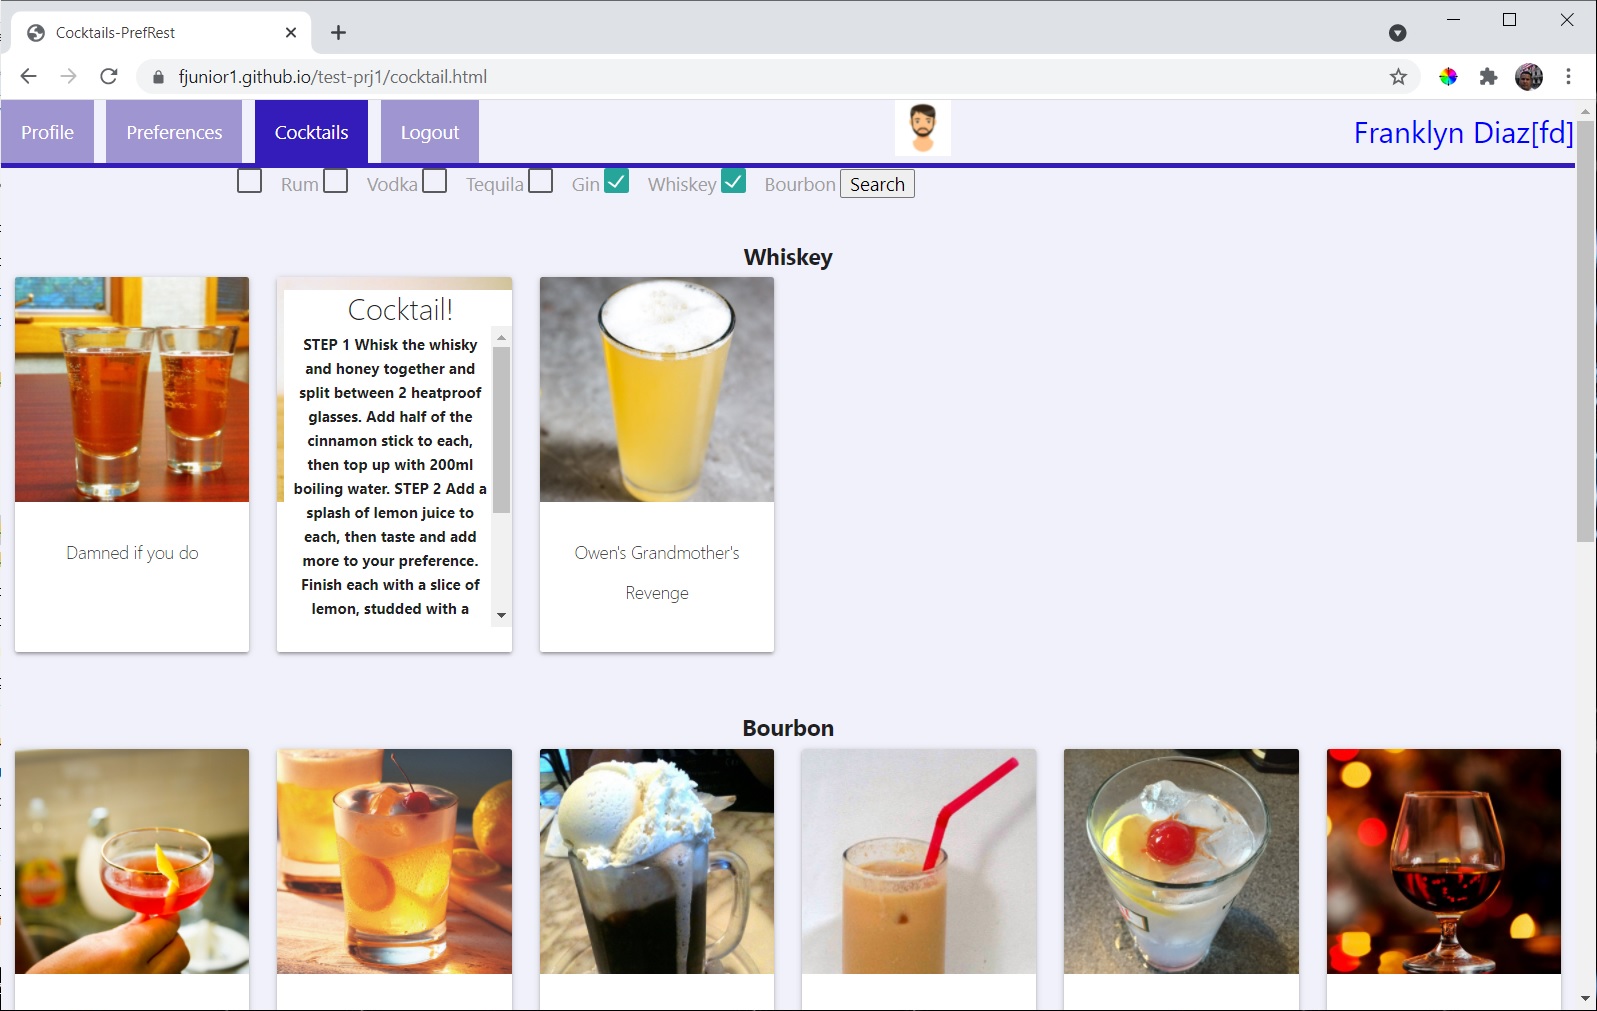 Cocktails-PrefRest
fjunior1.github.io/test-prj1/cocktail.html
Profile
Preferences
Cocktails
Logout
Franklyn Diaz[fd]
Rum
Vodka
Tequila
Gin
Whiskey
Bourbon
Search
Whiskey
Cocktail!
STEP 1 Whisk the whisky
and honey together and
split between 2 heatproof
glasses. Add half of the
cinnamon stick to each,
then top up with 200ml
boiling water. STEP 2 Add a
splash of lemon juice to
each, then taste and add
more to your preference.
Finish each with a slice of
lemon, studded with a
Damned if you do
Owen's Grandmother's
Revenge
Bourbon